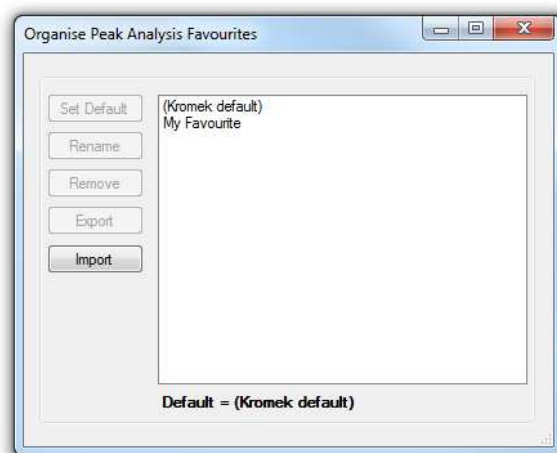 Organise Peak Analysis Favourites
Set Default
Rename
Remove
Export
Import
(Kromek default)
My Favourite
Default = (Kromek default)